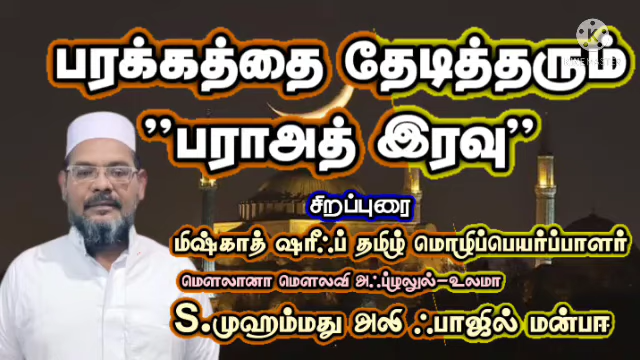 பரக்கத்தை தேடித்தரும்
"பராஅத் இரவு"
சிறப்புரை
மிஷ்காத் ஷரீஃப் தமிழ் மொழிப்பெயர்ப்பாளர்
மௌலானா மௌலவி அஃப்ழலுல்-உலமா
S.முஹம்மது அலி ஃபாஜில் மன்பஈ
KINEMASTER